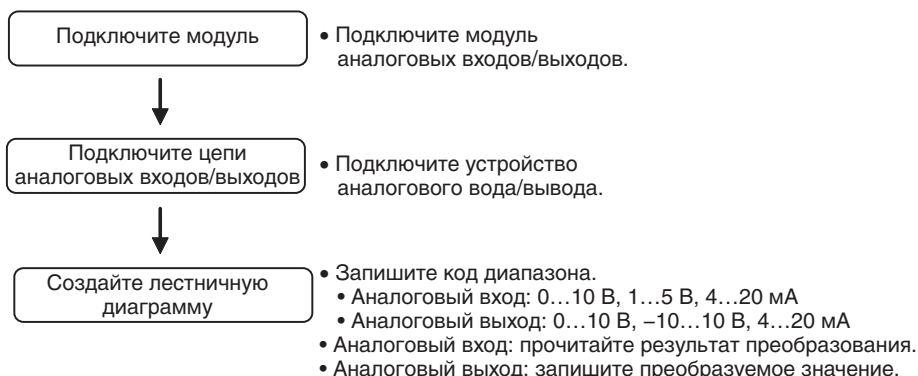 Подключите модуль
• Подключите модуль
аналоговых входов/выходов.
Подключите цепи
аналоговых входов/выходов
• Подключите устройство
аналогового вода/вывода.
Создайте лестничную
диаграмму
• Запишите код диапазона.
• Аналоговый вход: 0…10 В, 1…5 В, 4…20 мА
• Аналоговый выход: 0…10 В, −10…10 В, 4…20 мА
• Аналоговый вход: прочитайте результат преобразования.
• Аналоговый выход: запишите преобразуемое значение.